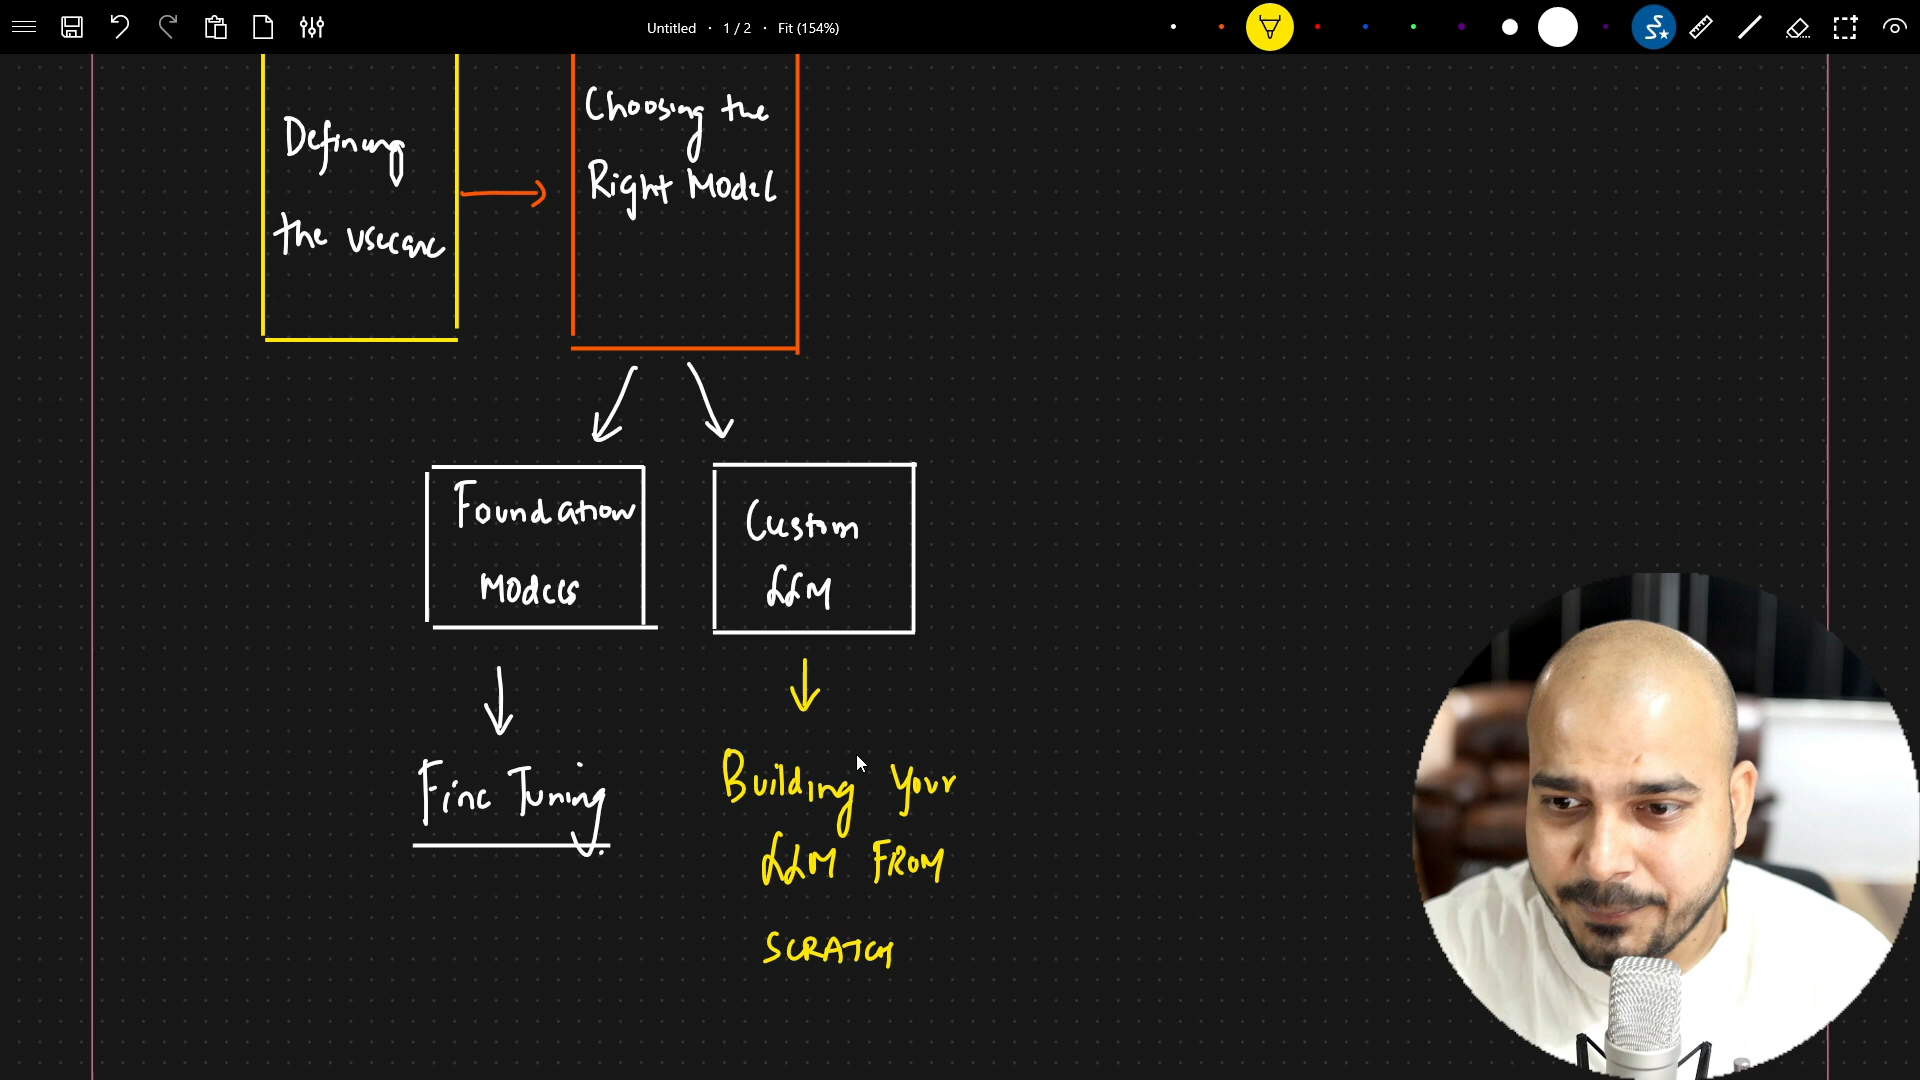 Untitled · 1 / 2 · Fit (154%)
Defining
the usecase
Choosing the
Right Model
Foundation
Models
Custom
LLM
Fine Tuning
Building Your
LLM FROM
SCRATCH